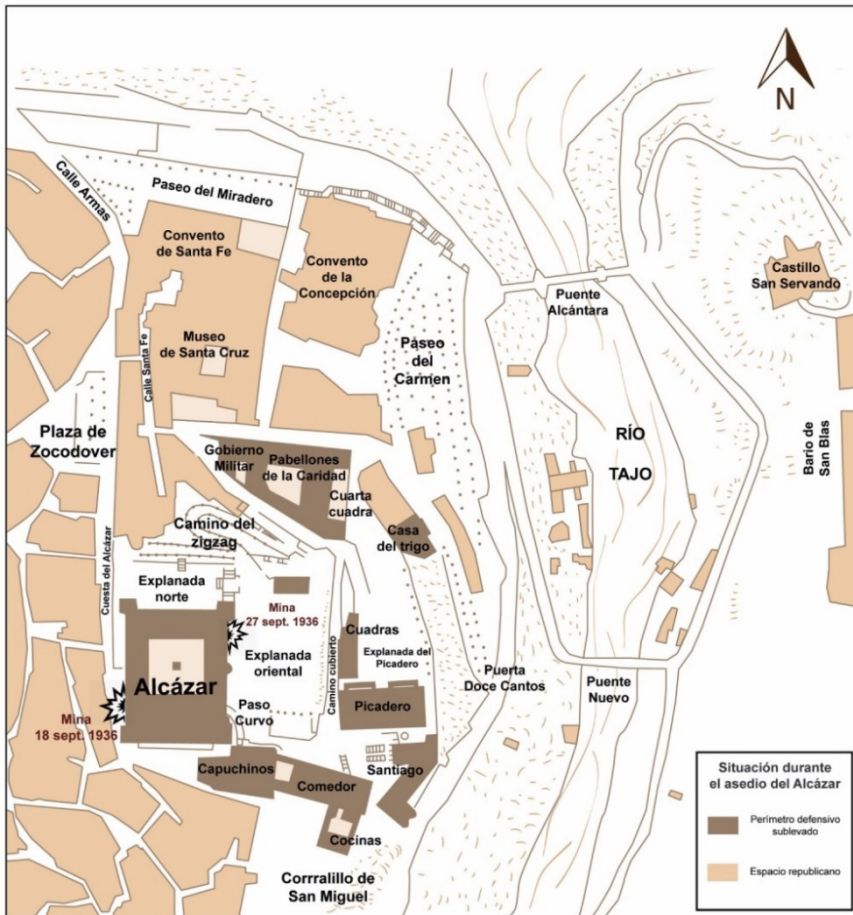 N
Calle Armas
Paseo del Miradero
Convento
de Santa Fe
Convento
de la
Concepción
Castillo
San Servando
Puente
Alcántara
Museo
de Santa Cruz
Calle Santa Fe
Páseo
del
Carmen
Plaza de
Zocodover
RÍO
TAJO
Bario de
San Blas
Gobierno
Militar
Pabellones
de la Caridad
Cuarta
cuadra
Camino del
zigzag
Casa
del trigo
Cuesta del Alcázar
Explanada
norte
Mina
27 sept. 1936
Cuadras
Explanada
oriental
Camino cubierto
Explanada del
Picadero
Puerta
Doce Cantos
Puente
Nuevo
Alcázar
Paso
Curvo
Picadero
Mina
18 sept. 1936
Capuchinos
Comedor
Santiago
Cocinas
Corrralillo de
San Miguel
Situación durante
el asedio del Alcázar
Perímetro defensivo
sublevado
Espacio republicano